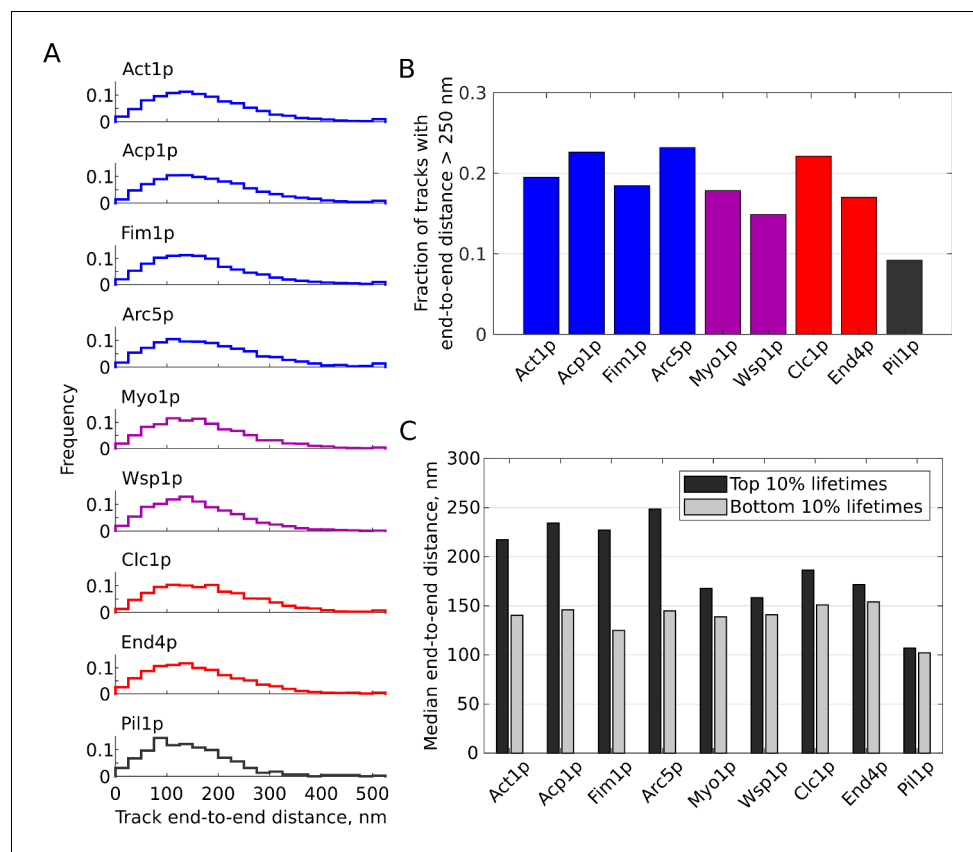 A
Act1p
0.1
0
Acp1p
0.1
0
Fim1p
0.1
0
Arc5p
0.1
0
Myo1p
0.1
0
Wsp1p
0.1
0
Clc1p
0.1
0
End4p
0.1
0
Pil1p
0.1
0
0 100 200 300 400 500
Track end-to-end distance, nm
Frequency
B
Fraction of tracks with
end-to-end distance > 250 nm
0.3
0.2
0.1
0
Act1p Acp1p Fim1p Arc5p Myo1p Wsp1p Clc1p End4p Pil1p
C
Median end-to-end distance, nm
300
250
200
150
100
50
0
Top 10% lifetimes
Bottom 10% lifetimes
Act1p Acp1p Fim1p Arc5p Myo1p Wsp1p Clc1p End4p Pil1p